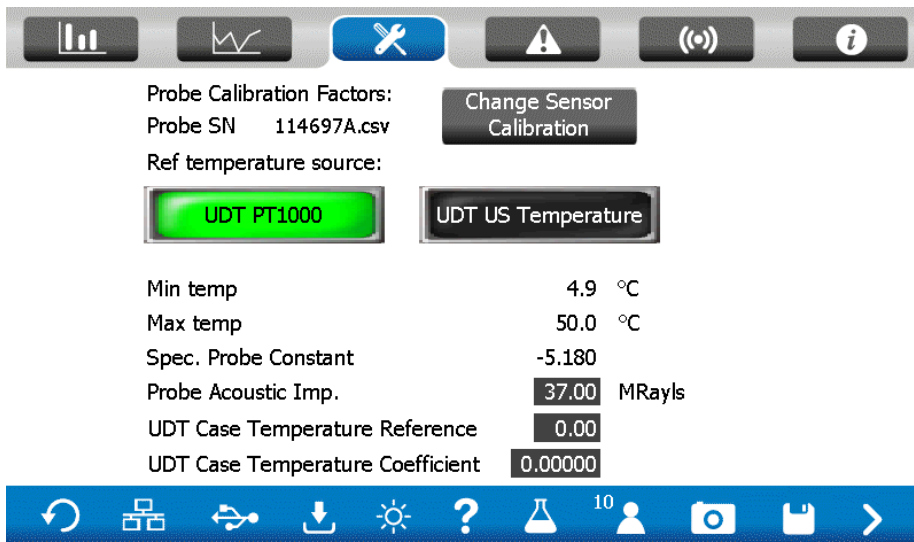 Probe Calibration Factors:
Change Sensor
Calibration
Probe SN 114697A.csv
Ref temperature source:
UDT PT1000 UDT US Temperature
Min temp 4.9 °C
Max temp 50.0 °C
Spec. Probe Constant -5.180
Probe Acoustic Imp. 37.00 MRayls
UDT Case Temperature Reference 0.00
UDT Case Temperature Coefficient 0.00000
? 10